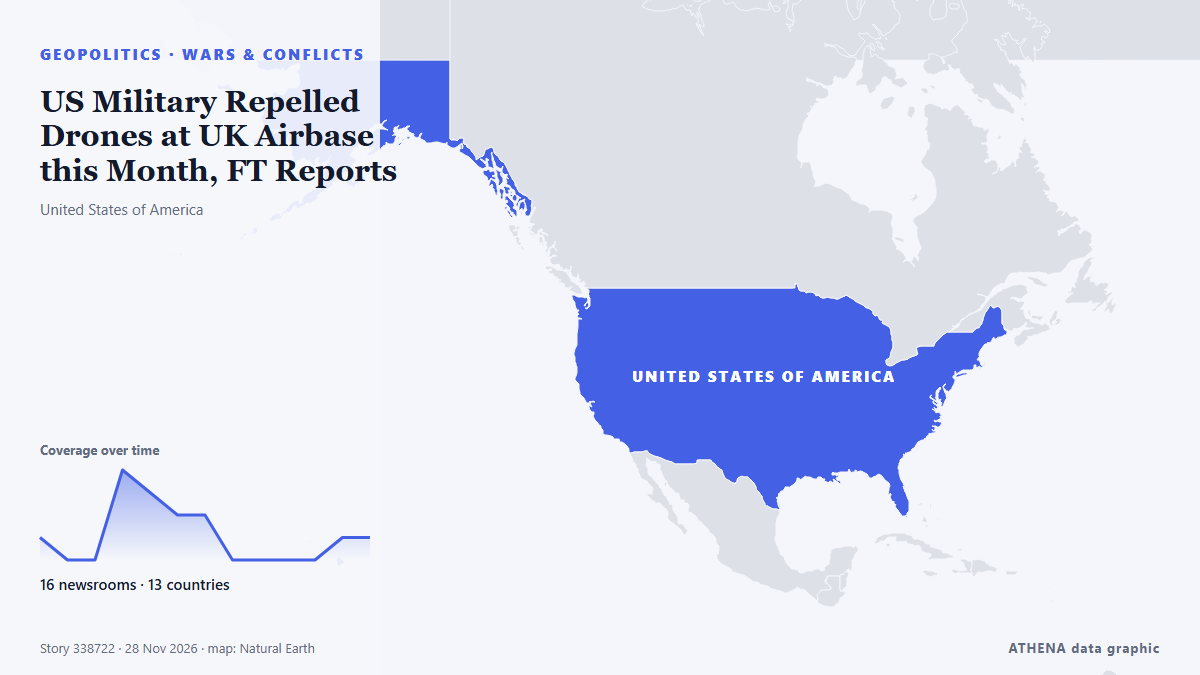 GEOPOLITICS · WARS & CONFLICTS
US Military Repelled
Drones at UK Airbase
this Month, FT Reports
United States of America
UNITED STATES OF AMERICA
Coverage over time
16 newsrooms · 13 countries
Story 338722 · 28 Nov 2026 · map: Natural Earth
ATHENA data graphic